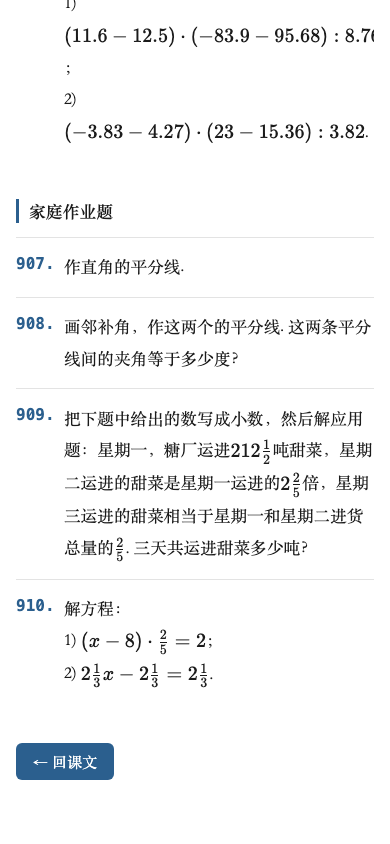 1)
(11.6 − 12.5) · (−83.9 − 95.68) : 8.76
;
2)
(−3.83 − 4.27) · (23 − 15.36) : 3.82.
家庭作业题
907. 作直角的平分线.
908. 画邻补角，作这两个的平分线. 这两条平分
线间的夹角等于多少度？
909. 把下题中给出的数写成小数，然后解应用
题：星期一，糖厂运进212 1/2吨甜菜，星期
二运进的甜菜是星期一运进的2 2/5倍，星期
三运进的甜菜相当于星期一和星期二进货
总量的2/5. 三天共运进甜菜多少吨？
910. 解方程：
1) (x − 8) · 2/5 = 2；
2) 2 1/3x − 2 1/3 = 2 1/3.
← 回课文